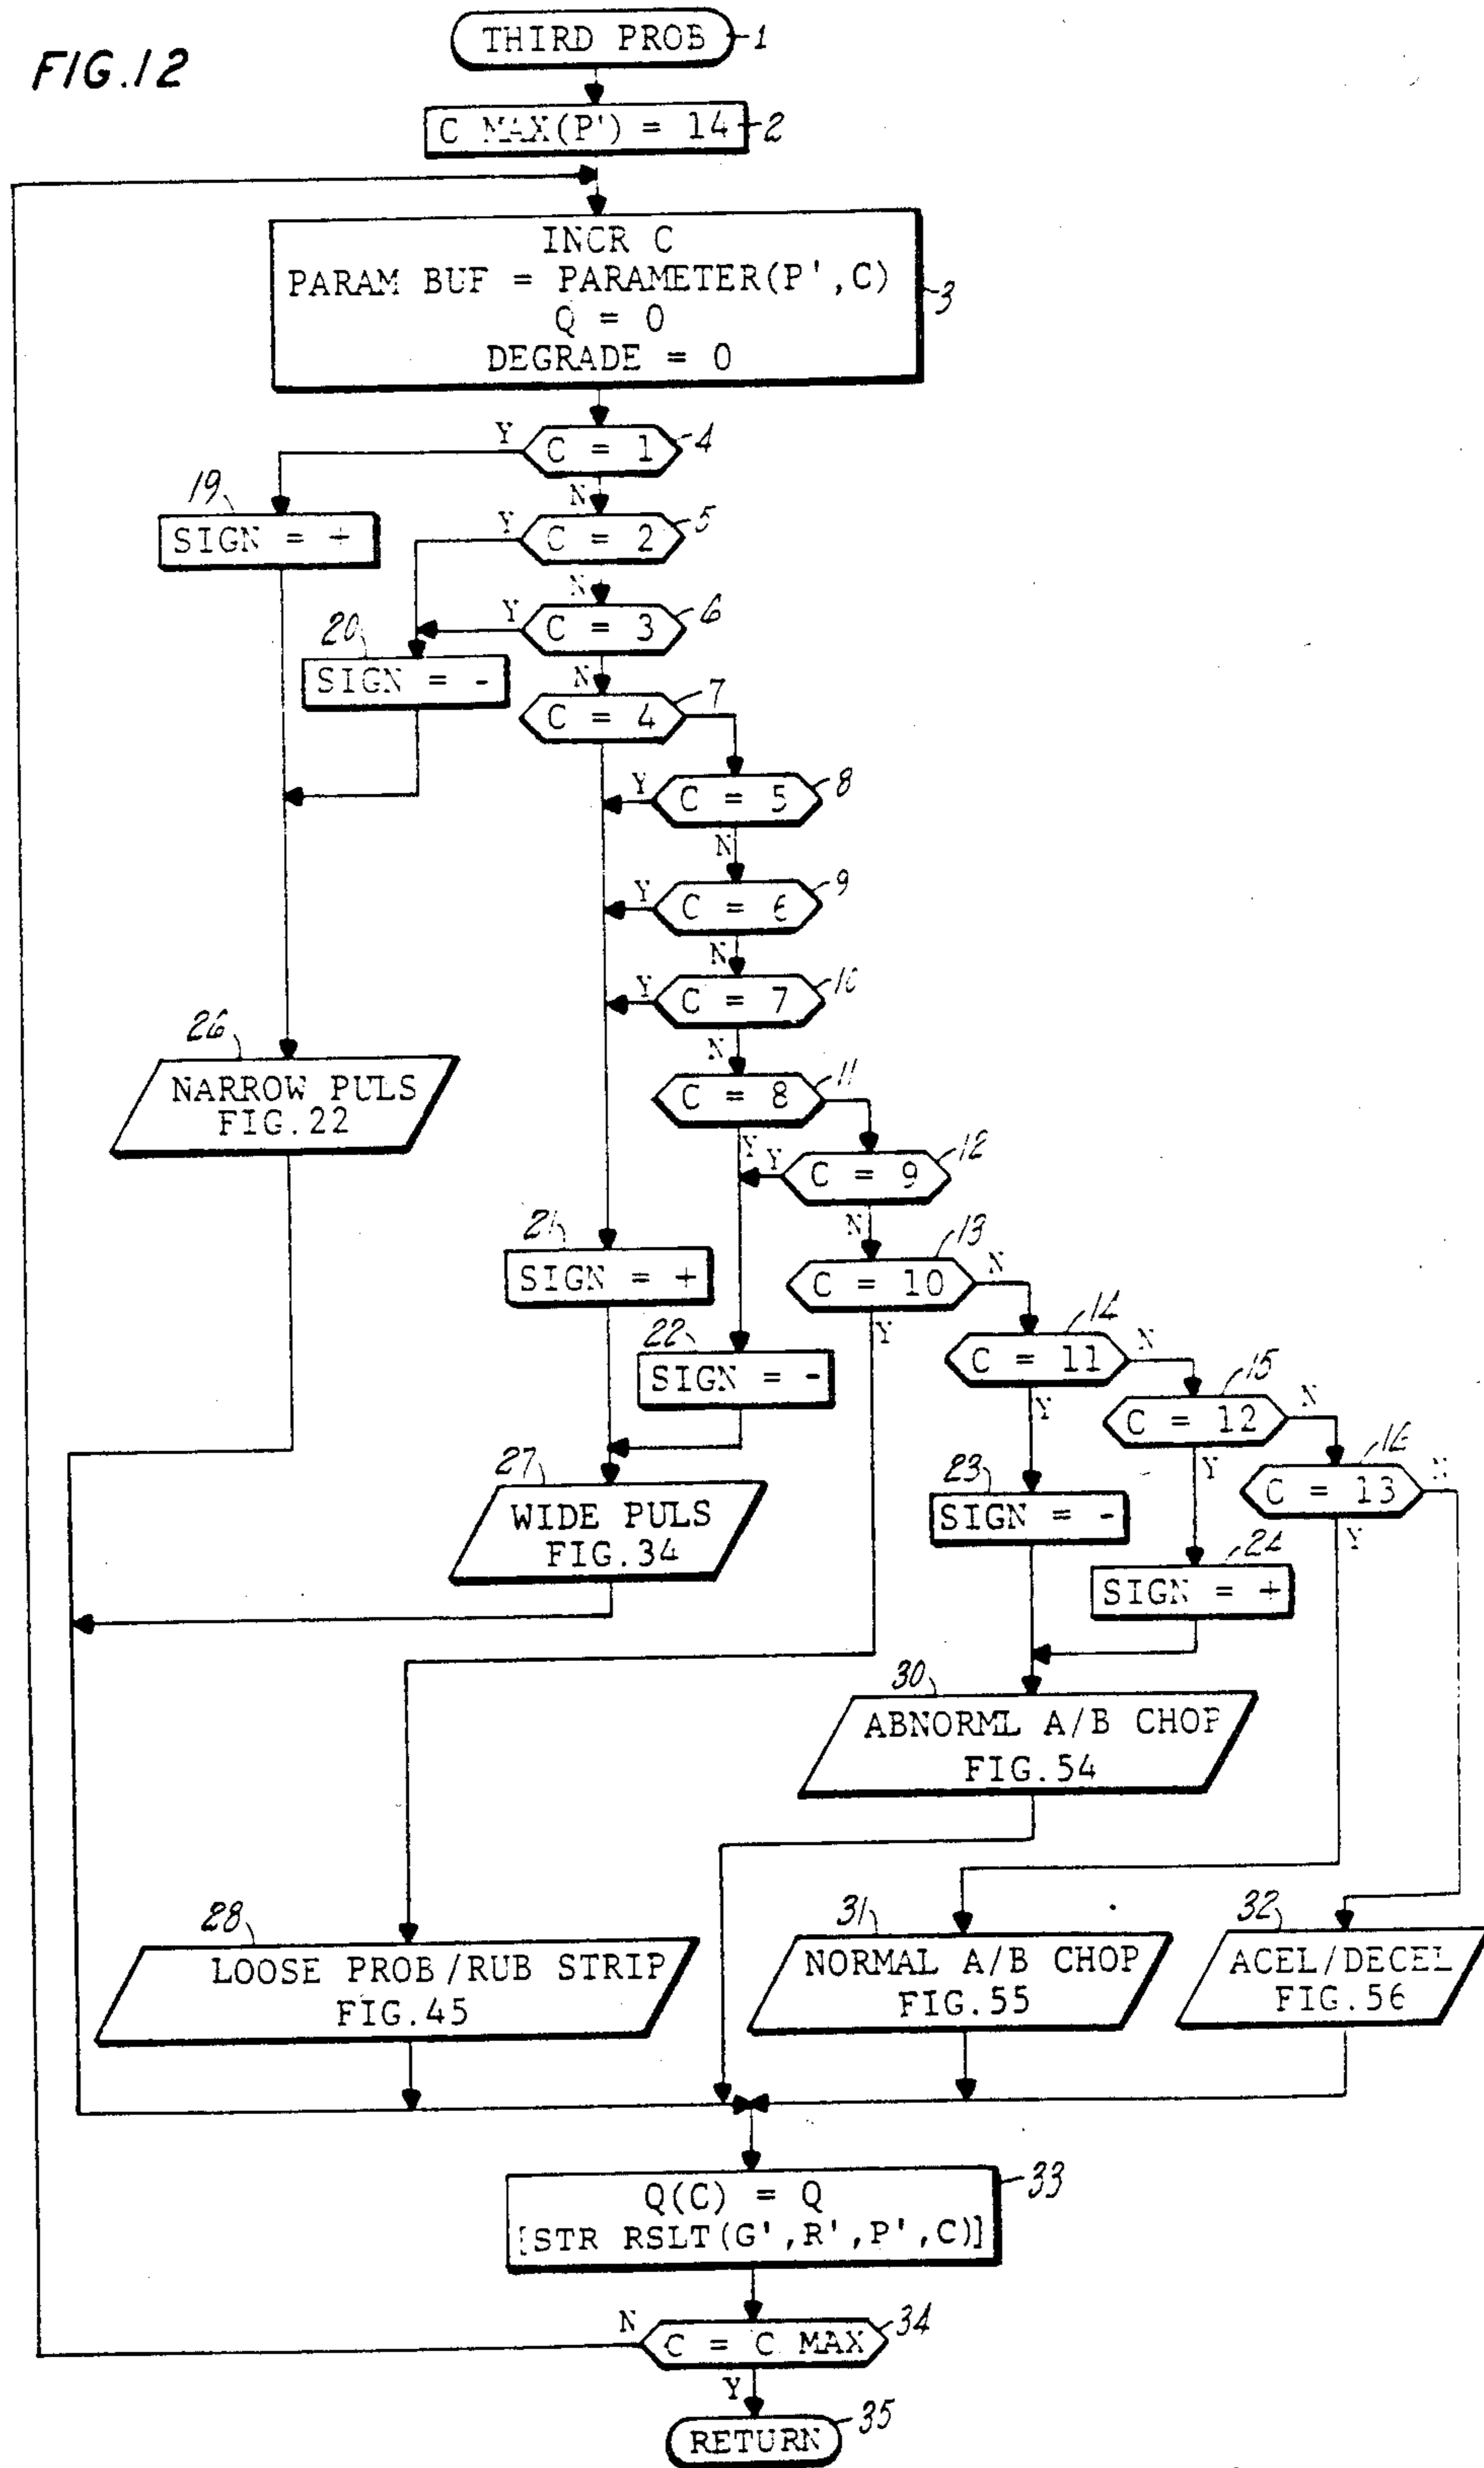 FIG.12
THIRD PROB 1
C MAX(P') = 14 2
INCR C
PARAM BUF = PARAMETER(P',C)
Q = 0
DEGRADE = 0
3
Y C = 1 4
N
19
SIGN = +
Y C = 2 5
N
Y C = 3 6
20
SIGN = -
N
C = 4 7
Y C = 5 8
N
Y C = 6 9
N
Y C = 7 10
N
C = 8 11
Y
Y C = 9 12
N
26
NARROW PULS
FIG.22
21
SIGN = +
C = 10 13
N
Y
22
SIGN = -
C = 11 14
N
Y
C = 12 15
N
Y
C = 13 16
N
Y
27
WIDE PULS
FIG.34
23
SIGN = -
24
SIGN = +
30
ABNORML A/B CHOP
FIG.54
28
LOOSE PROB/RUB STRIP
FIG.45
31
NORMAL A/B CHOP
FIG.55
32
ACEL/DECEL
FIG.56
Q(C) = Q
[STR RSLT(G',R',P',C)]
33
N C = C MAX 34
Y
RETURN 35